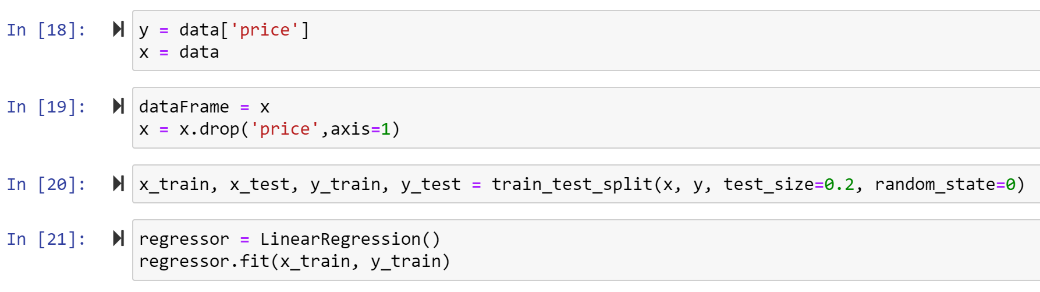 In [18]: y = data['price']
x = data
In [19]: dataFrame = x
x = x.drop('price',axis=1)
In [20]: x_train, x_test, y_train, y_test = train_test_split(x, y, test_size=0.2, random_state=0)
In [21]: regressor = LinearRegression()
regressor.fit(x_train, y_train)